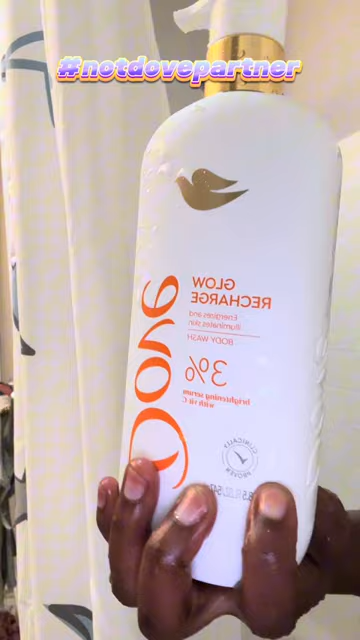 #notdovepartner
Dove
GLOW
RECHARGE
Energizes and
illuminates skin
BODY WASH
3%
brightening serum
with vit C
CLINICALLY
PROVEN